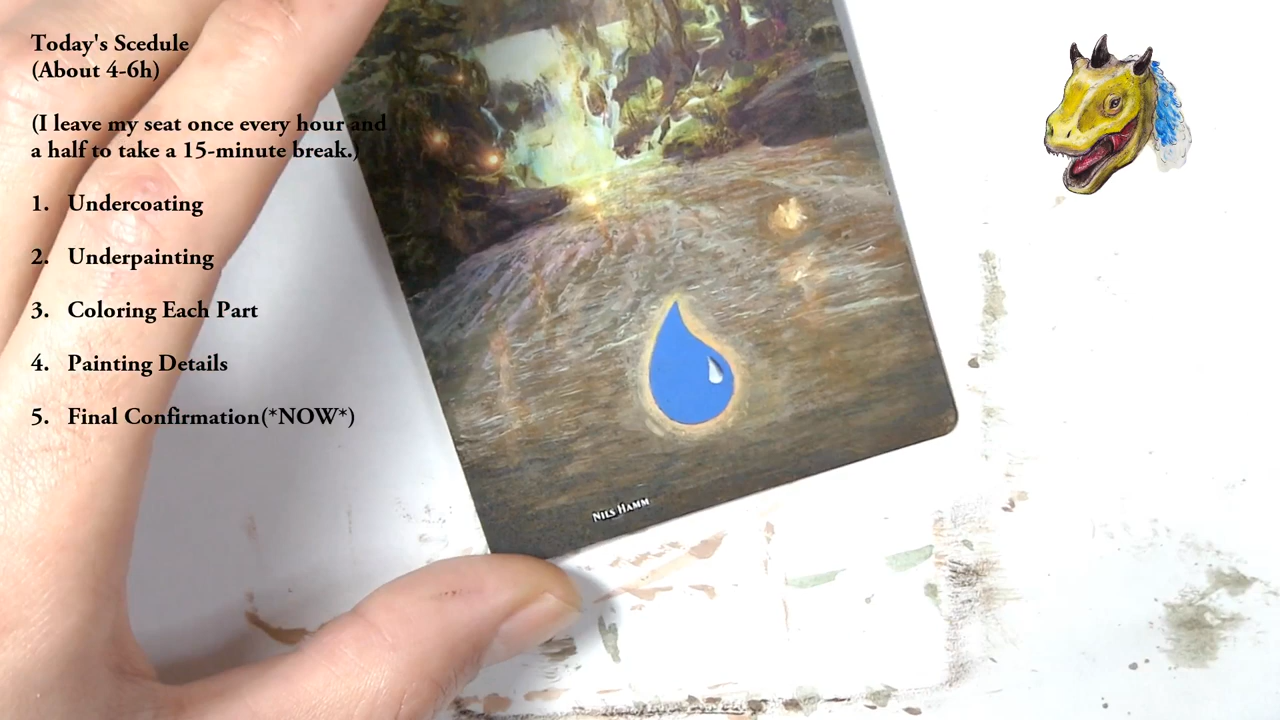 Today's Scedule
(About 4-6h)
(I leave my seat once every hour and
a half to take a 15-minute break.)
1. Undercoating
2. Underpainting
3. Coloring Each Part
4. Painting Details
5. Final Confirmation(*NOW*)
NILS HAMM